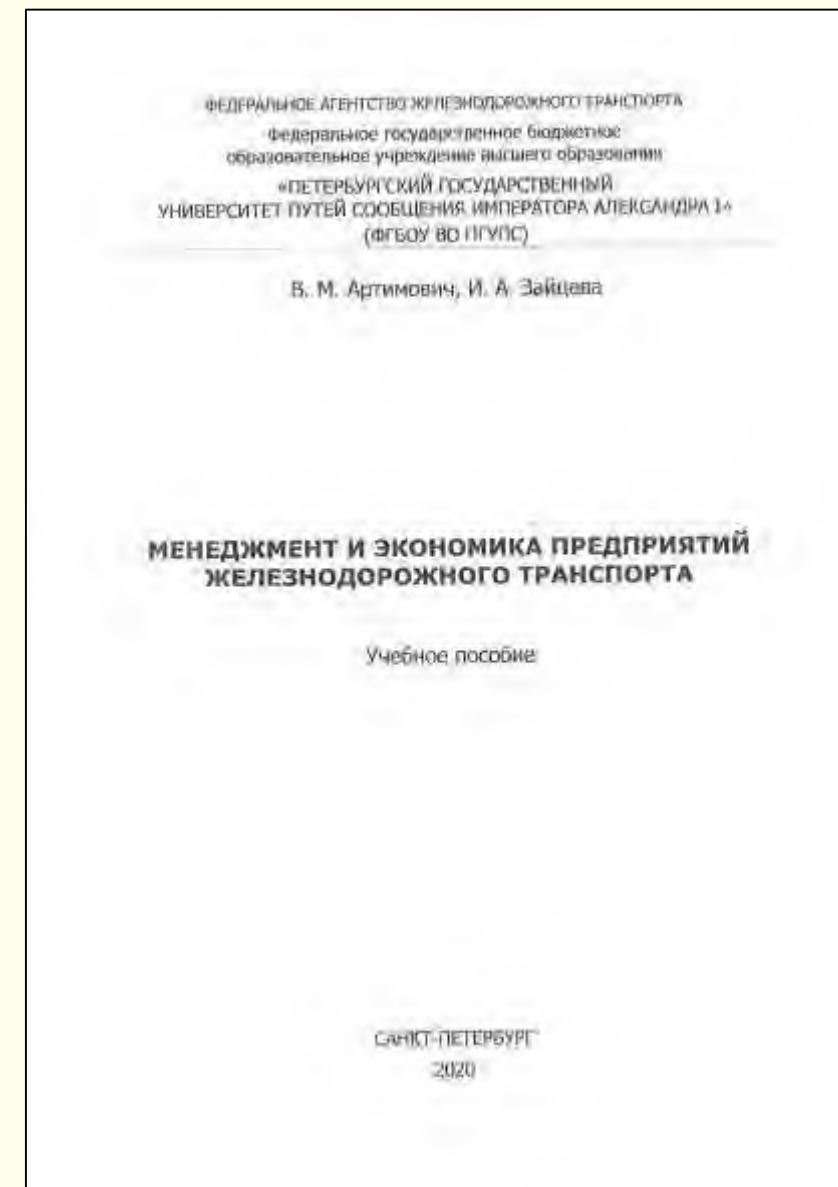 ФЕДЕРАЛЬНОЕ АГЕНТСТВО ЖЕЛЕЗНОДОРОЖНОГО ТРАНСПОРТА
Федеральное государственное бюджетное
образовательное учреждение высшего образования
«ПЕТЕРБУРГСКИЙ ГОСУДАРСТВЕННЫЙ
УНИВЕРСИТЕТ ПУТЕЙ СООБЩЕНИЯ ИМПЕРАТОРА АЛЕКСАНДРА I»
(ФГБОУ ВО ПГУПС)
В. М. Артимович, И. А. Зайцева
МЕНЕДЖМЕНТ И ЭКОНОМИКА ПРЕДПРИЯТИЙ
ЖЕЛЕЗНОДОРОЖНОГО ТРАНСПОРТА
Учебное пособие
САНКТ-ПЕТЕРБУРГ
2020